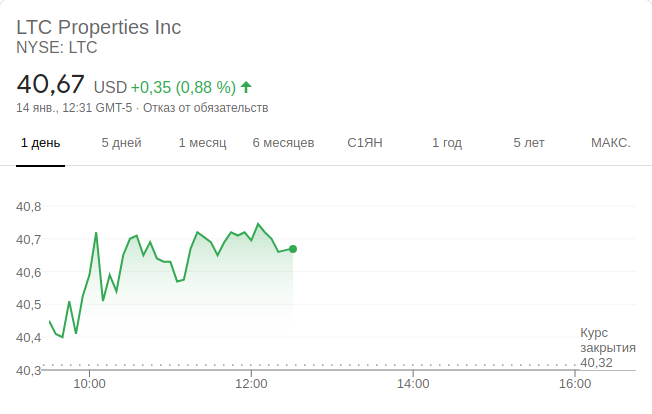 LTC Properties Inc
NYSE: LTC
40,67 USD +0,35 (0,88 %)
14 янв., 12:31 GMT-5 · Отказ от обязательств
1 день 5 дней 1 месяц 6 месяцев С1ЯН 1 год 5 лет МАКС.
40,8
40,7
40,6
40,5
40,4
40,3
Курс
закрытия
40,32
10:00 12:00 14:00 16:00